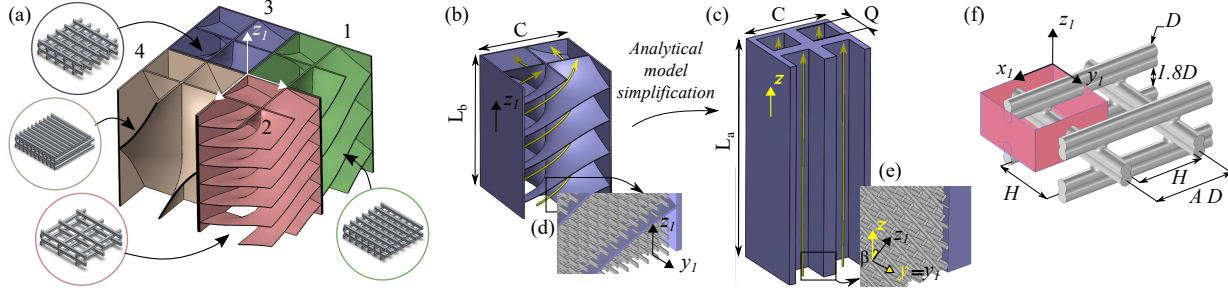 (a)
3
1
z1
4
2
(b)
C
Lb
z1
Analytical
model
simplification
(d)
z1
y1
(c)
C
Q
z
La
(e)
z
z1
β
y=y1
(f)
z1
D
x1
y1
1.8D
H
H
A D